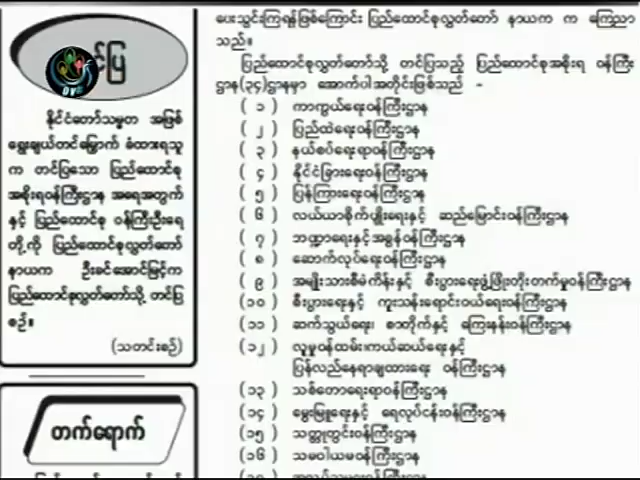 တင်ပြ
DVB
နိုင်ငံတော်သမ္မတ အဖြစ်
ရွေးချယ်တင်မြှောက် ခံထားရသူ
က တင်ပြသော ပြည်ထောင်စု
အစိုးရဝန်ကြီးဌာန အရေအတွက်
နှင့် ပြည်ထောင်စု ဝန်ကြီးဦးရေ
တို့ကို ပြည်ထောင်စုလွှတ်တော်
နာယက ဦးခင်အောင်မြင့်က
ပြည်ထောင်စုလွှတ်တော်သို့ တင်ပြ
စဉ်။
(သတင်းစဉ်)
တက်ရောက်
ပေးသွင်းကြရန်ဖြစ်ကြောင်း ပြည်ထောင်စုလွှတ်တော် နာယက က ကြေညာ
သည်။
ပြည်ထောင်စုလွှတ်တော်သို့ တင်ပြသည့် ပြည်ထောင်စုအစိုးရ ဝန်ကြီး
ဌာန(၃၄)ဌာနမှာ အောက်ပါအတိုင်းဖြစ်သည် -
(၁) ကာကွယ်ရေးဝန်ကြီးဌာန
(၂) ပြည်ထဲရေးဝန်ကြီးဌာန
(၃) နယ်စပ်ရေးရာဝန်ကြီးဌာန
(၄) နိုင်ငံခြားရေးဝန်ကြီးဌာန
(၅) ပြန်ကြားရေးဝန်ကြီးဌာန
(၆) လယ်ယာစိုက်ပျိုးရေးနှင့် ဆည်မြောင်းဝန်ကြီးဌာန
(၇) ဘဏ္ဍာရေးနှင့်အခွန်ဝန်ကြီးဌာန
(၈) ဆောက်လုပ်ရေးဝန်ကြီးဌာန
(၉) အမျိုးသားစီမံကိန်းနှင့် စီးပွားရေးဖွံ့ဖြိုးတိုးတက်မှုဝန်ကြီးဌာန
(၁၀) စီးပွားရေးနှင့် ကူးသန်းရောင်းဝယ်ရေးဝန်ကြီးဌာန
(၁၁) ဆက်သွယ်ရေး၊ စာတိုက်နှင့် ကြေးနန်းဝန်ကြီးဌာန
(၁၂) လူမှုဝန်ထမ်း၊ကယ်ဆယ်ရေးနှင့်
ပြန်လည်နေရာချထားရေး ဝန်ကြီးဌာန
(၁၃) သစ်တောရေးရာဝန်ကြီးဌာန
(၁၄) မွေးမြူရေးနှင့် ရေလုပ်ငန်းဝန်ကြီးဌာန
(၁၅) သတ္တုတွင်းဝန်ကြီးဌာန
(၁၆) သမဝါယမဝန်ကြီးဌာန